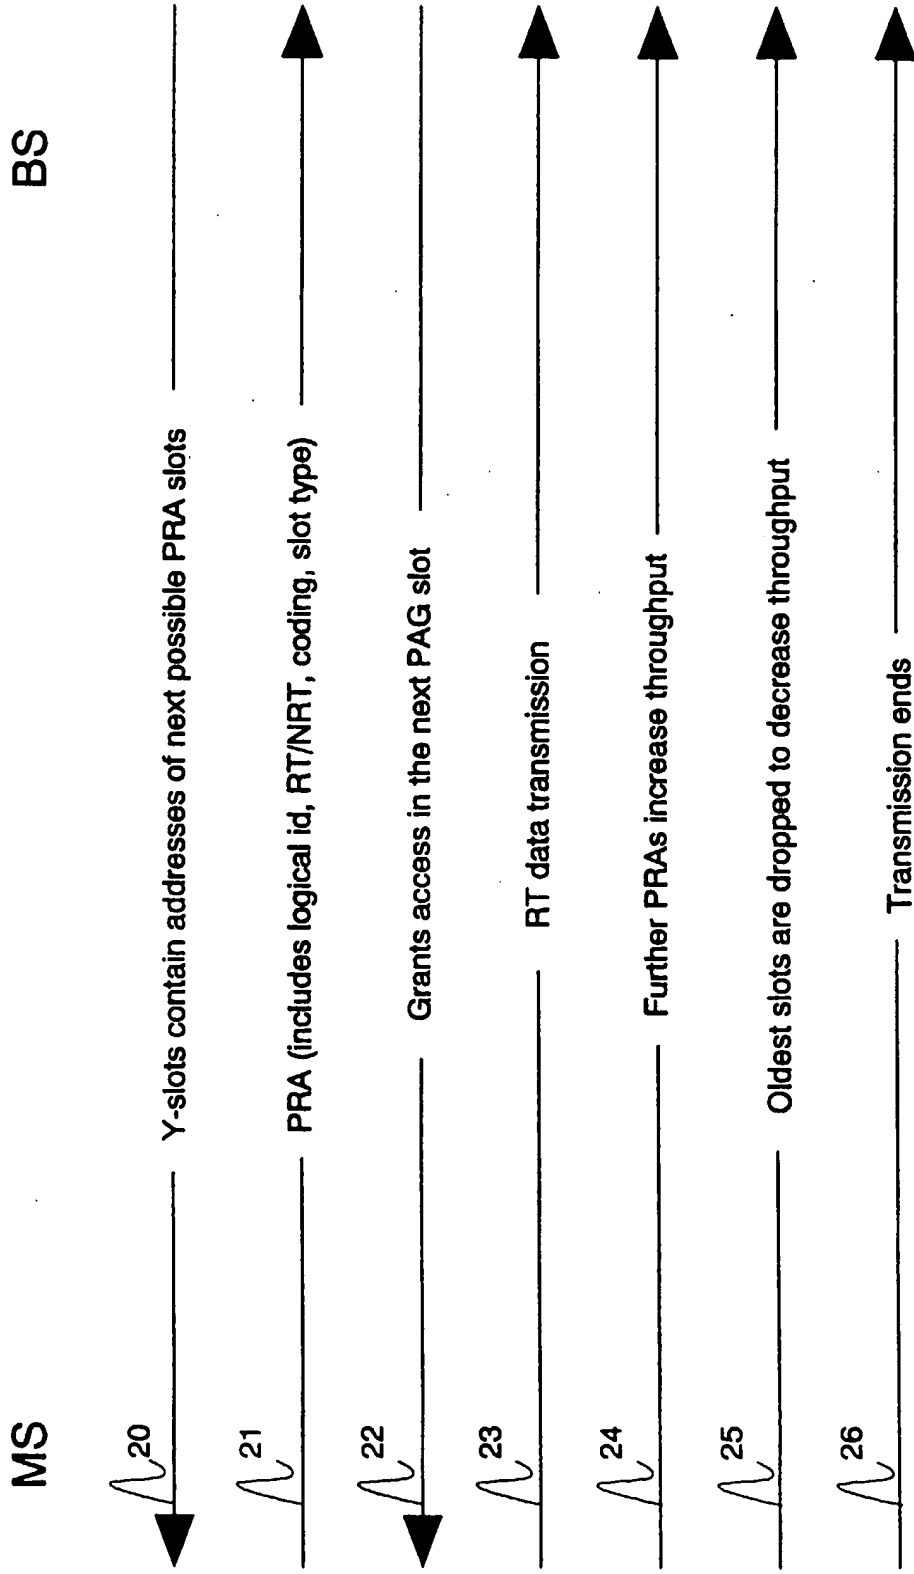 MS
BS
20
Y-slots contain addresses of next possible PRA slots
21
PRA (includes logical id, RT/NRT, coding, slot type)
22
Grants access in the next PAG slot
23
RT data transmission
24
Further PRAs increase throughput
25
Oldest slots are dropped to decrease throughput
26
Transmission ends